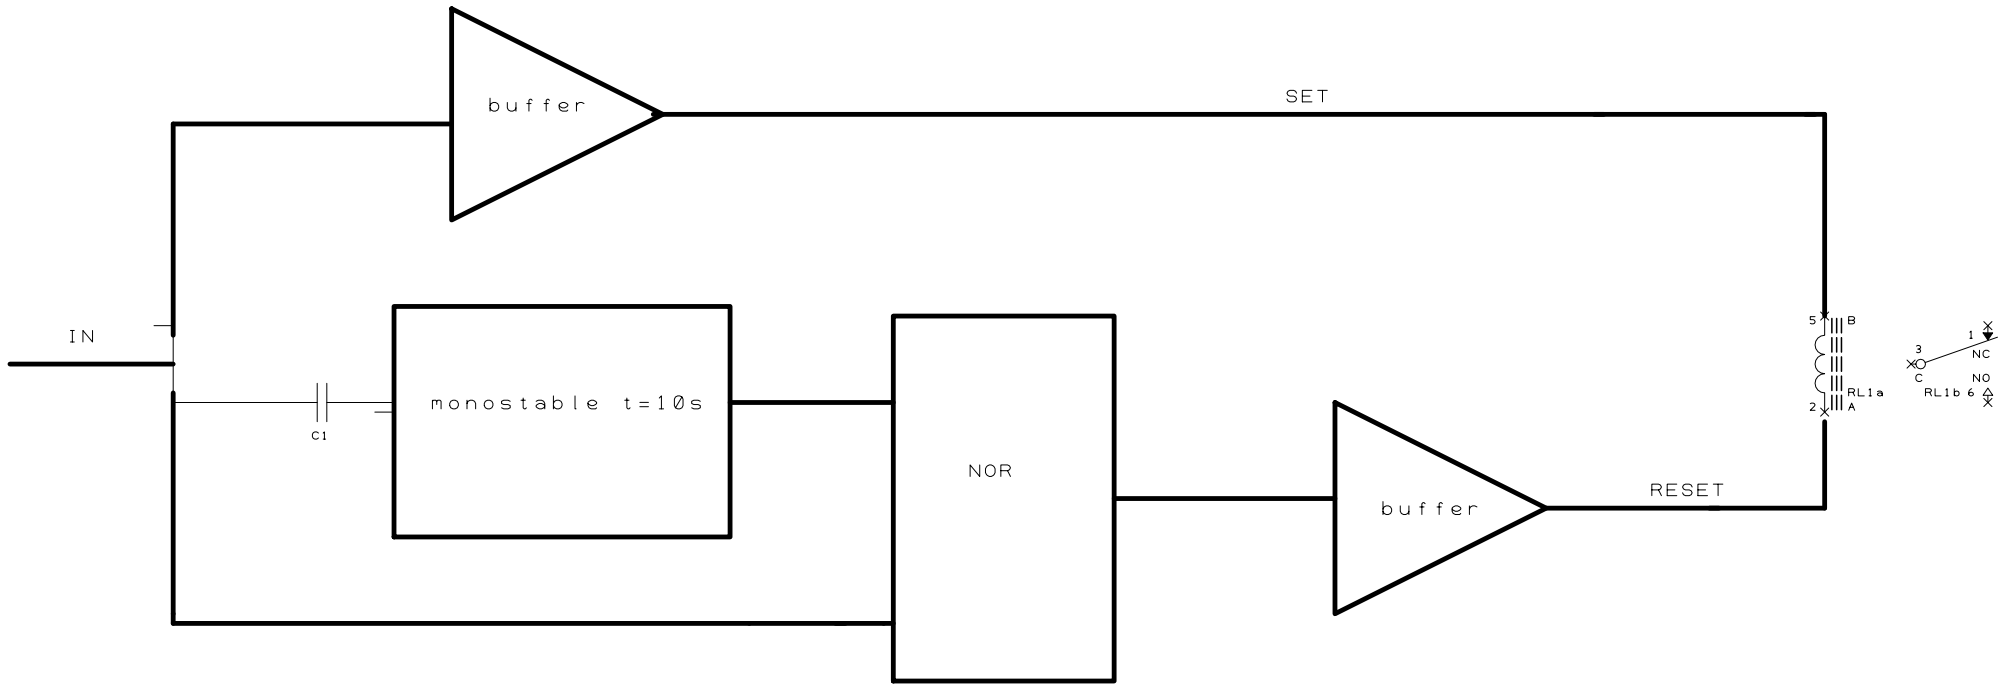 buffer
SET
IN
5
B
1
3
NC
C
NO
RL1a
RL1b 6
2
A
monostable t=10s
C1
NOR
RESET
buffer